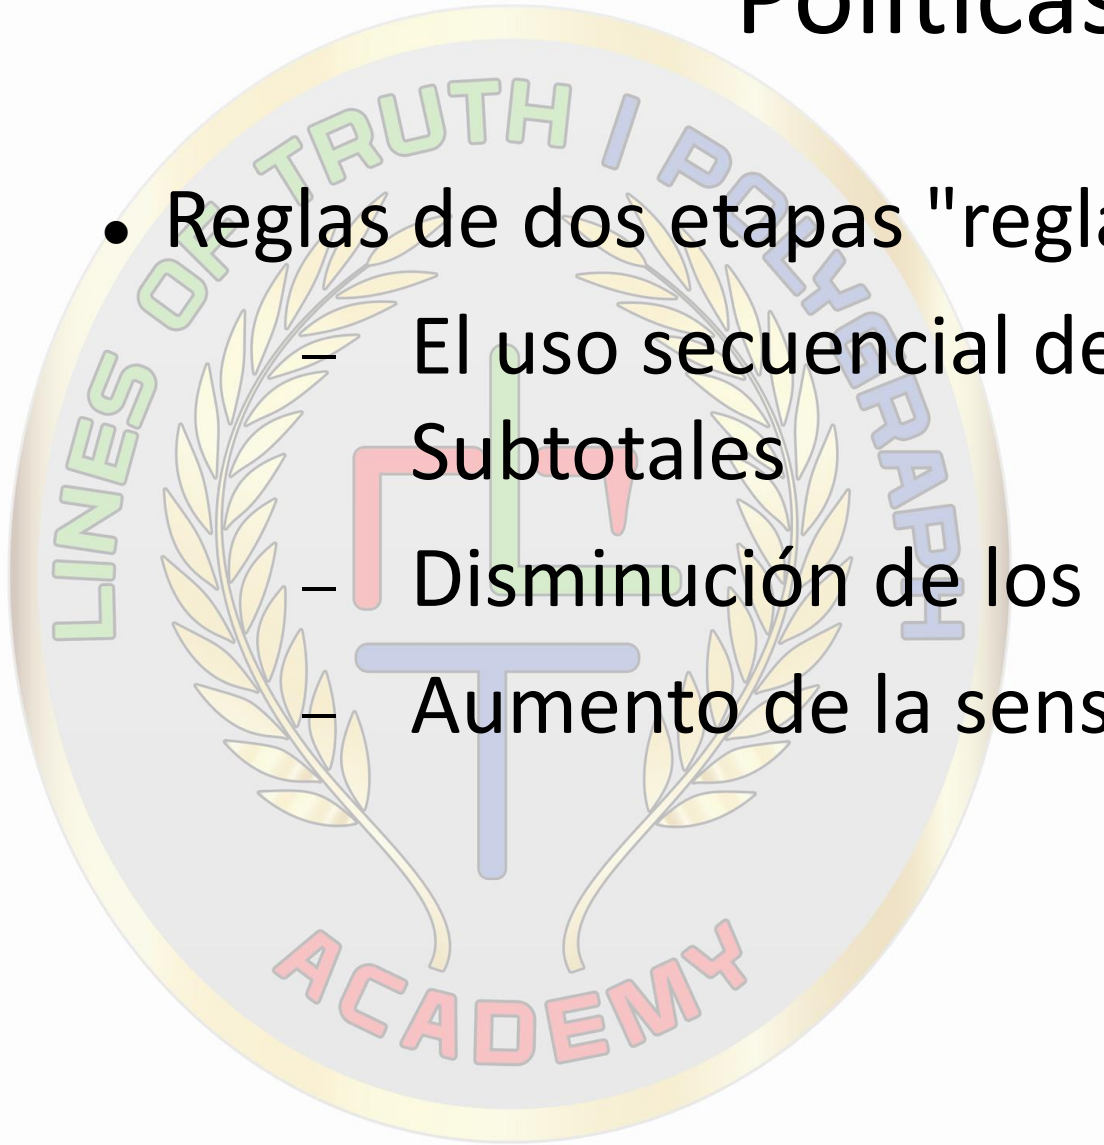 Políticas
LINES OF TRUTH | POLYGRAPH
• Reglas de dos etapas "regla
– El uso secuencial de
Subtotales
– Disminución de los
– Aumento de la sens
ACADEMY